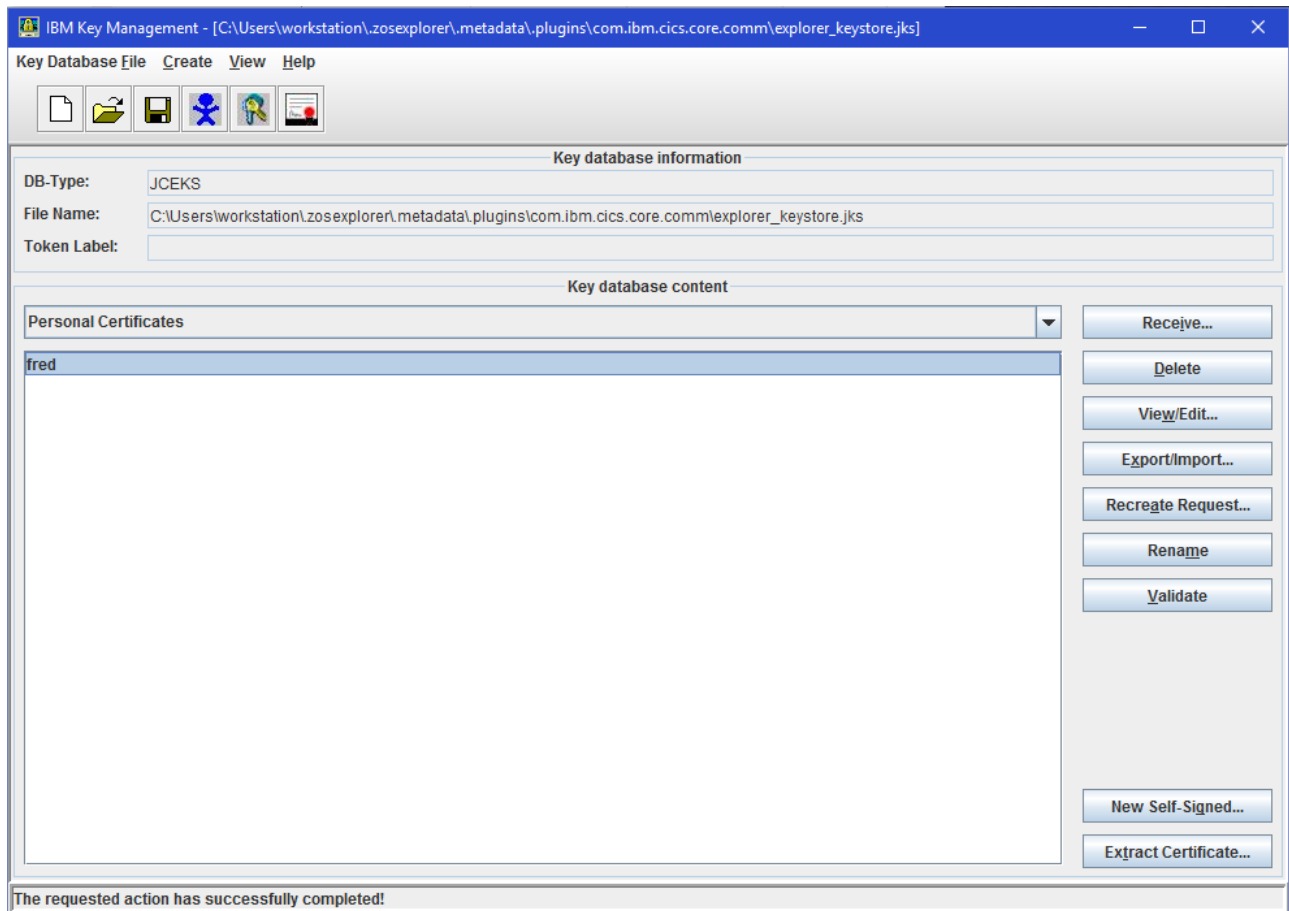 IBM Key Management - [C:\Users\workstation\.zosexplorer\.metadata\.plugins\com.ibm.cics.core.comm\explorer_keystore.jks]
Key Database File Create View Help
Key database information
DB-Type: JCEKS
File Name: C:\Users\workstation\.zosexplorer\.metadata\.plugins\com.ibm.cics.core.comm\explorer_keystore.jks
Token Label:
Key database content
Personal Certificates
Receive...
fred
Delete
View/Edit...
Export/Import...
Recreate Request...
Rename
Validate
New Self-Signed...
Extract Certificate...
The requested action has successfully completed!